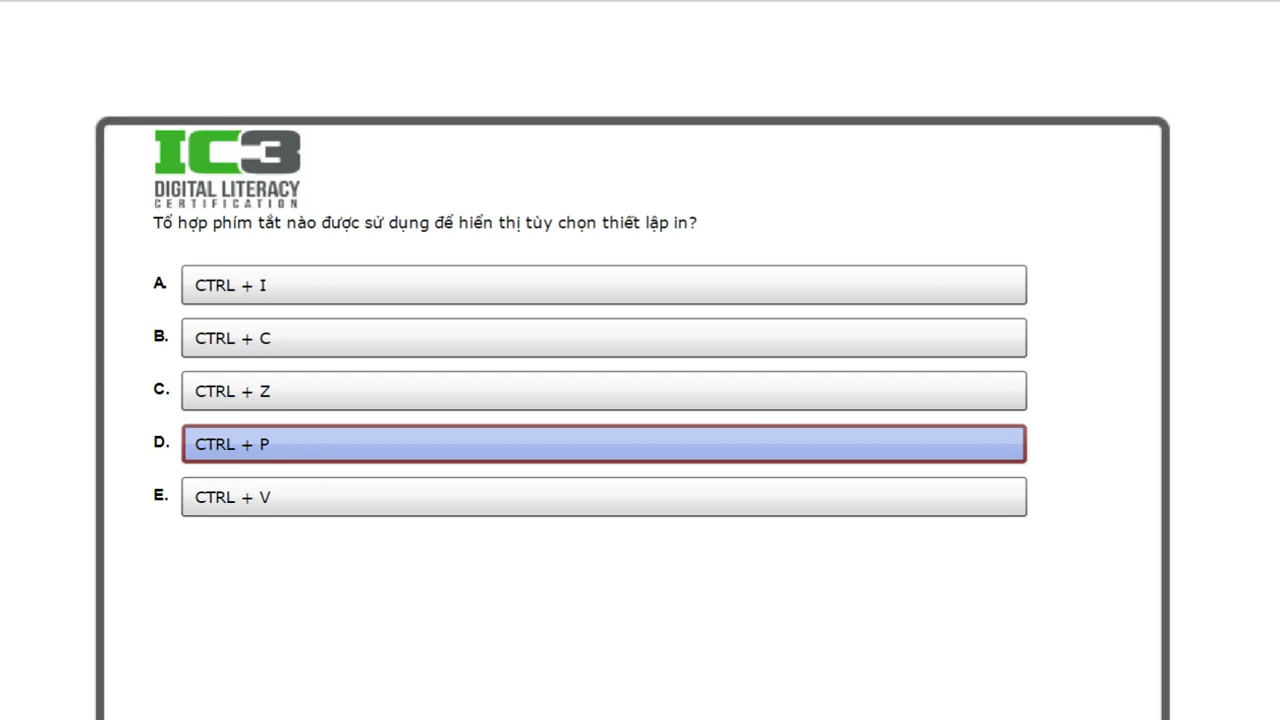 IC3
DIGITAL LITERACY
CERTIFICATION
Tổ hợp phím tắt nào được sử dụng để hiển thị tùy chọn thiết lập in?
A. CTRL + I
B. CTRL + C
C. CTRL + Z
D. CTRL + P
E. CTRL + V